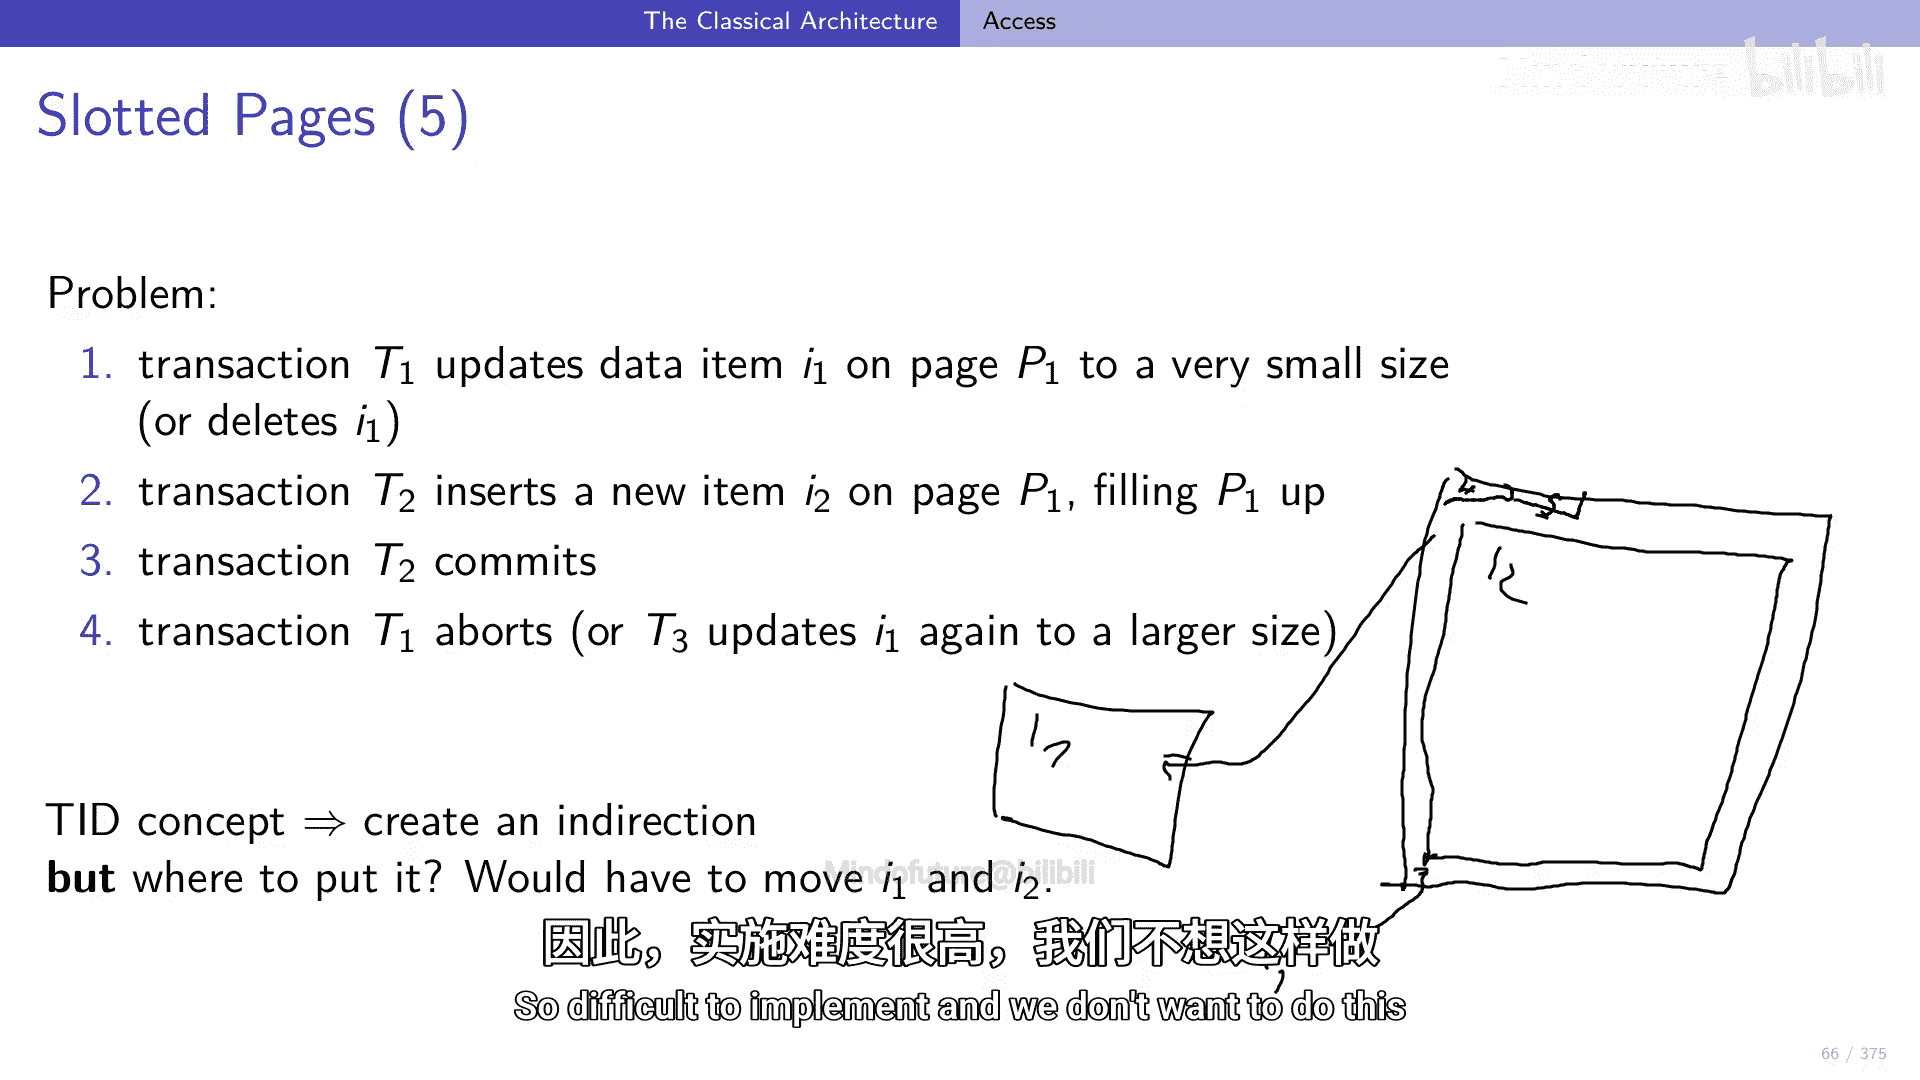 The Classical Architecture Access
bilibili
Slotted Pages (5)
Problem:
1. transaction T1 updates data item i1 on page P1 to a very small size
(or deletes i1)
2. transaction T2 inserts a new item i2 on page P1, filling P1 up
3. transaction T2 commits
4. transaction T1 aborts (or T3 updates i1 again to a larger size)
TID concept ⇒ create an indirection
but where to put it? Would have to move i1 and i2.
Mindofuture@bilibili
因此，实施难度很高，我们不想这样做
So difficult to implement and we don't want to do this
66 / 375